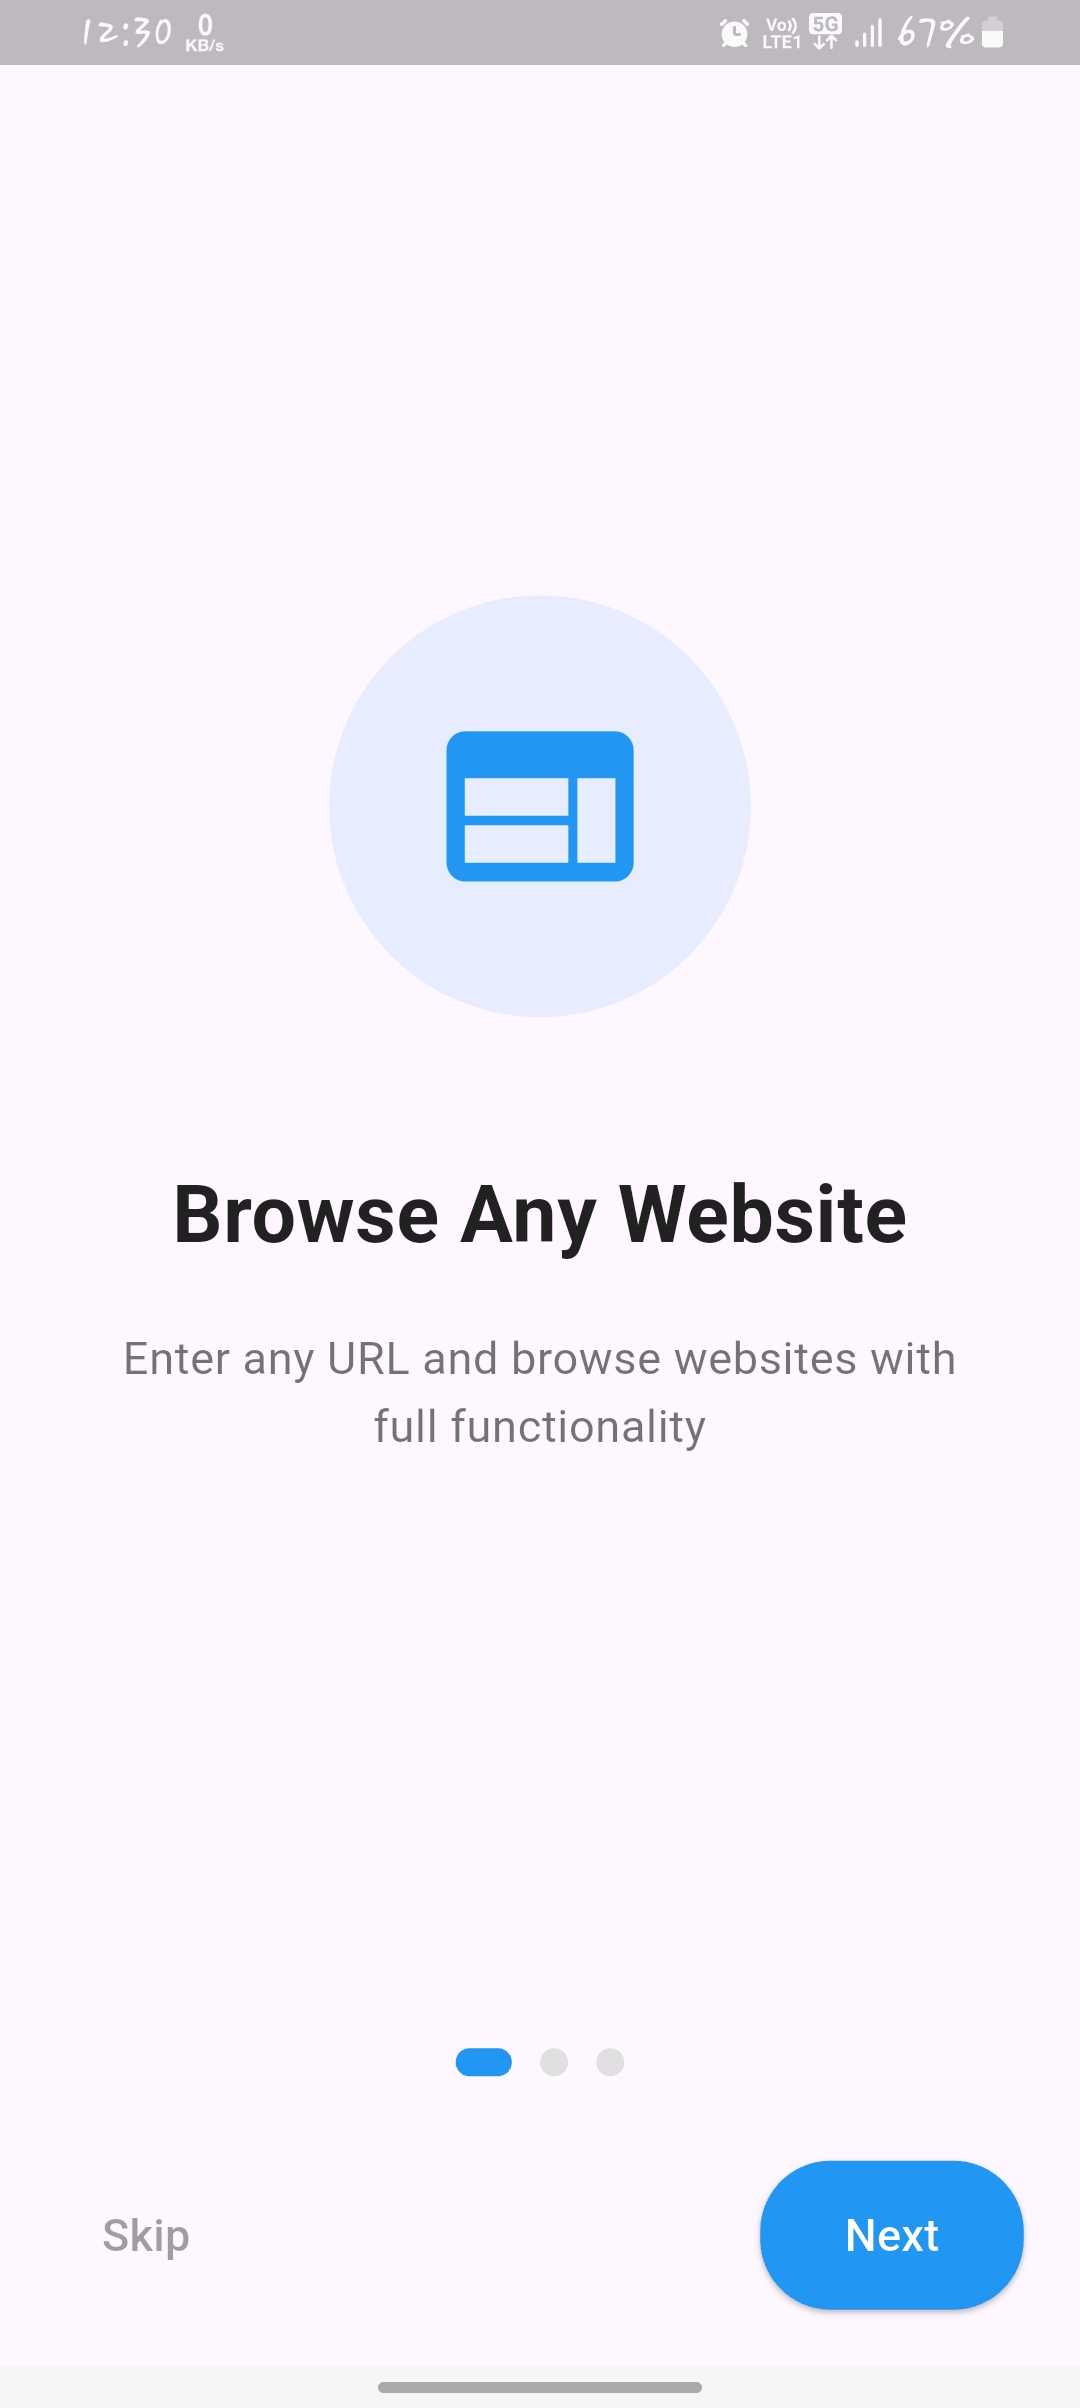 12:30 0 KB/s Vo)) LTE1 5G 67%
Browse Any Website
Enter any URL and browse websites with
full functionality
Skip
Next